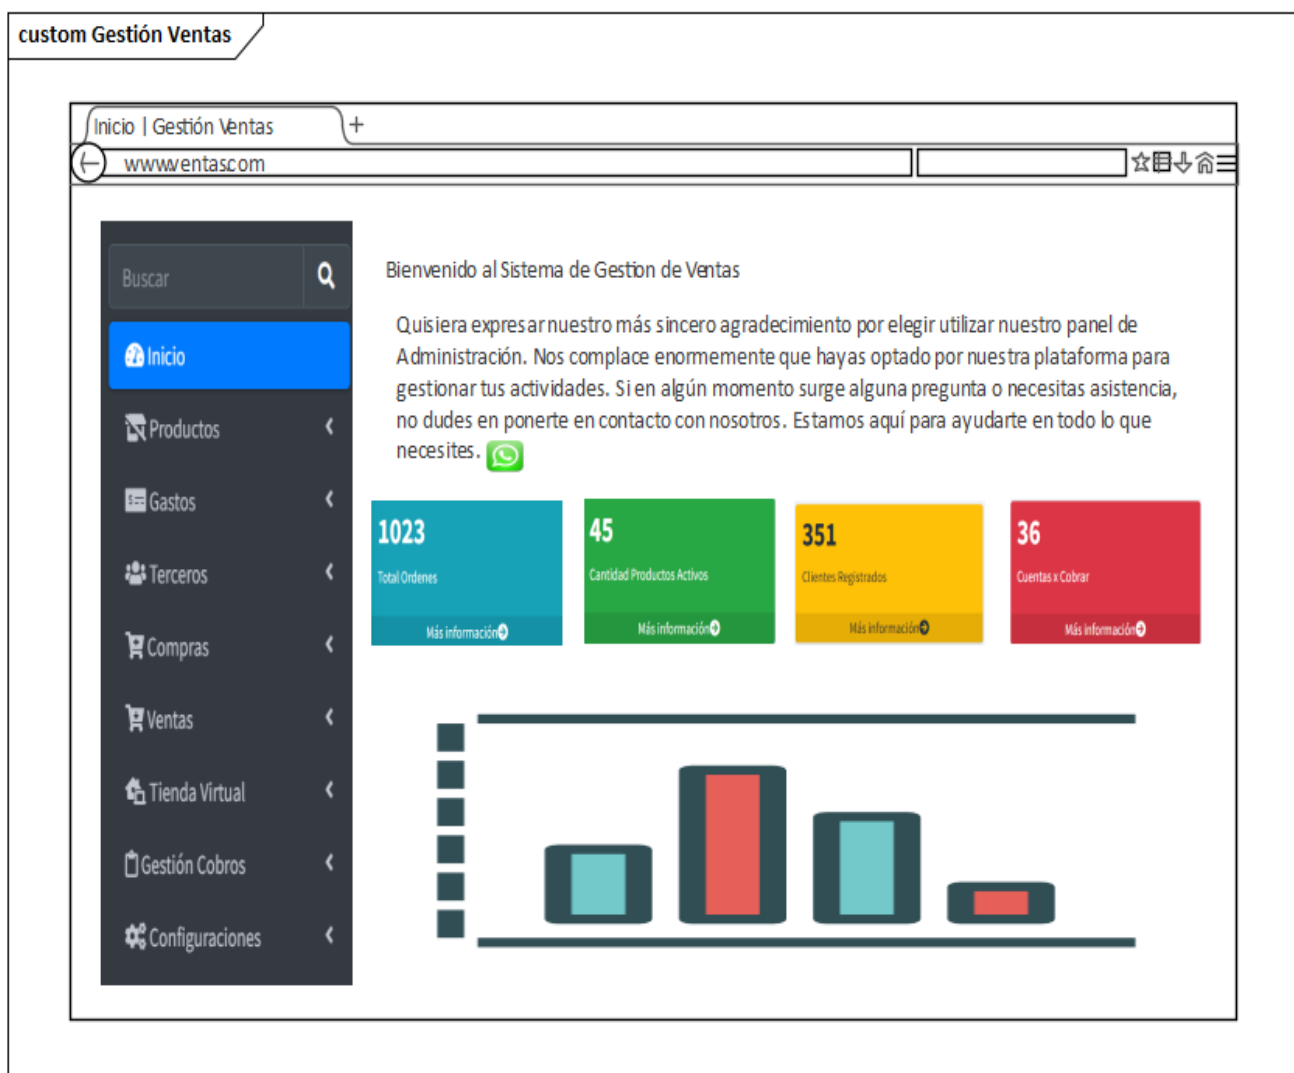 custom Gestión Ventas
Inicio | Gestión Ventas
+
www.ventas.com
Buscar
Inicio
Productos
Gastos
Terceros
Compras
Ventas
Tienda Virtual
Gestión Cobros
Configuraciones
Bienvenido al Sistema de Gestion de Ventas
Quisiera expresar nuestro más sincero agradecimiento por elegir utilizar nuestro panel de
Administración. Nos complace enormemente que hayas optado por nuestra plataforma para
gestionar tus actividades. Si en algún momento surge alguna pregunta o necesitas asistencia,
no dudes en ponerte en contacto con nosotros. Estamos aquí para ayudarte en todo lo que
necesites.
1023
Total Ordenes
Más información
45
Cantidad Productos Activos
Más información
351
Clientes Registrados
Más información
36
Cuentas x Cobrar
Más información